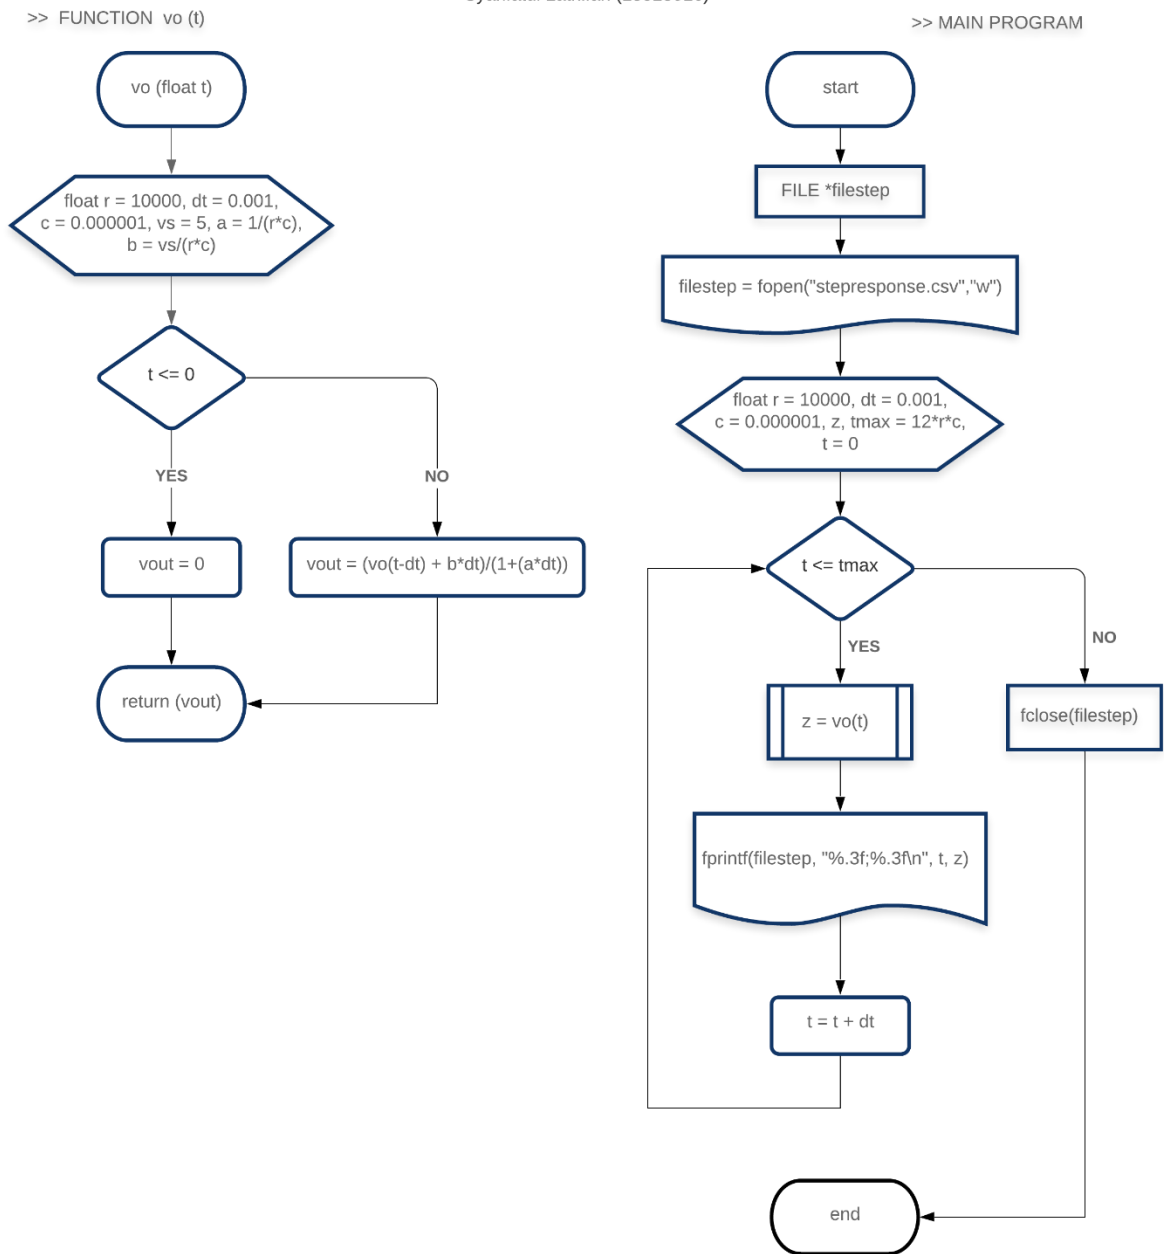 >> FUNCTION vo (t)
vo (float t)
float r = 10000, dt = 0.001,
c = 0.000001, vs = 5, a = 1/(r*c),
b = vs/(r*c)
t <= 0
YES
NO
vout = 0
vout = (vo(t-dt) + b*dt)/(1+(a*dt))
return (vout)
>> MAIN PROGRAM
start
FILE *filestep
filestep = fopen("stepresponse.csv","w")
float r = 10000, dt = 0.001,
c = 0.000001, z, tmax = 12*r*c,
t = 0
t <= tmax
YES
NO
z = vo(t)
fclose(filestep)
fprintf(filestep, "%.3f;%.3f\n", t, z)
t = t + dt
end